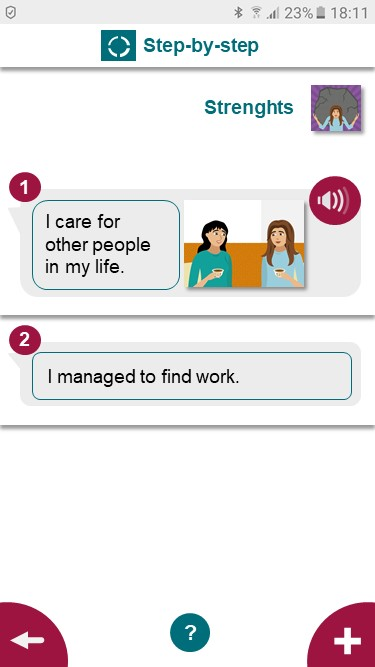 23% 18:11
Step-by-step
Strenghts
1
I care for
other people
in my life.
2
I managed to find work.
?